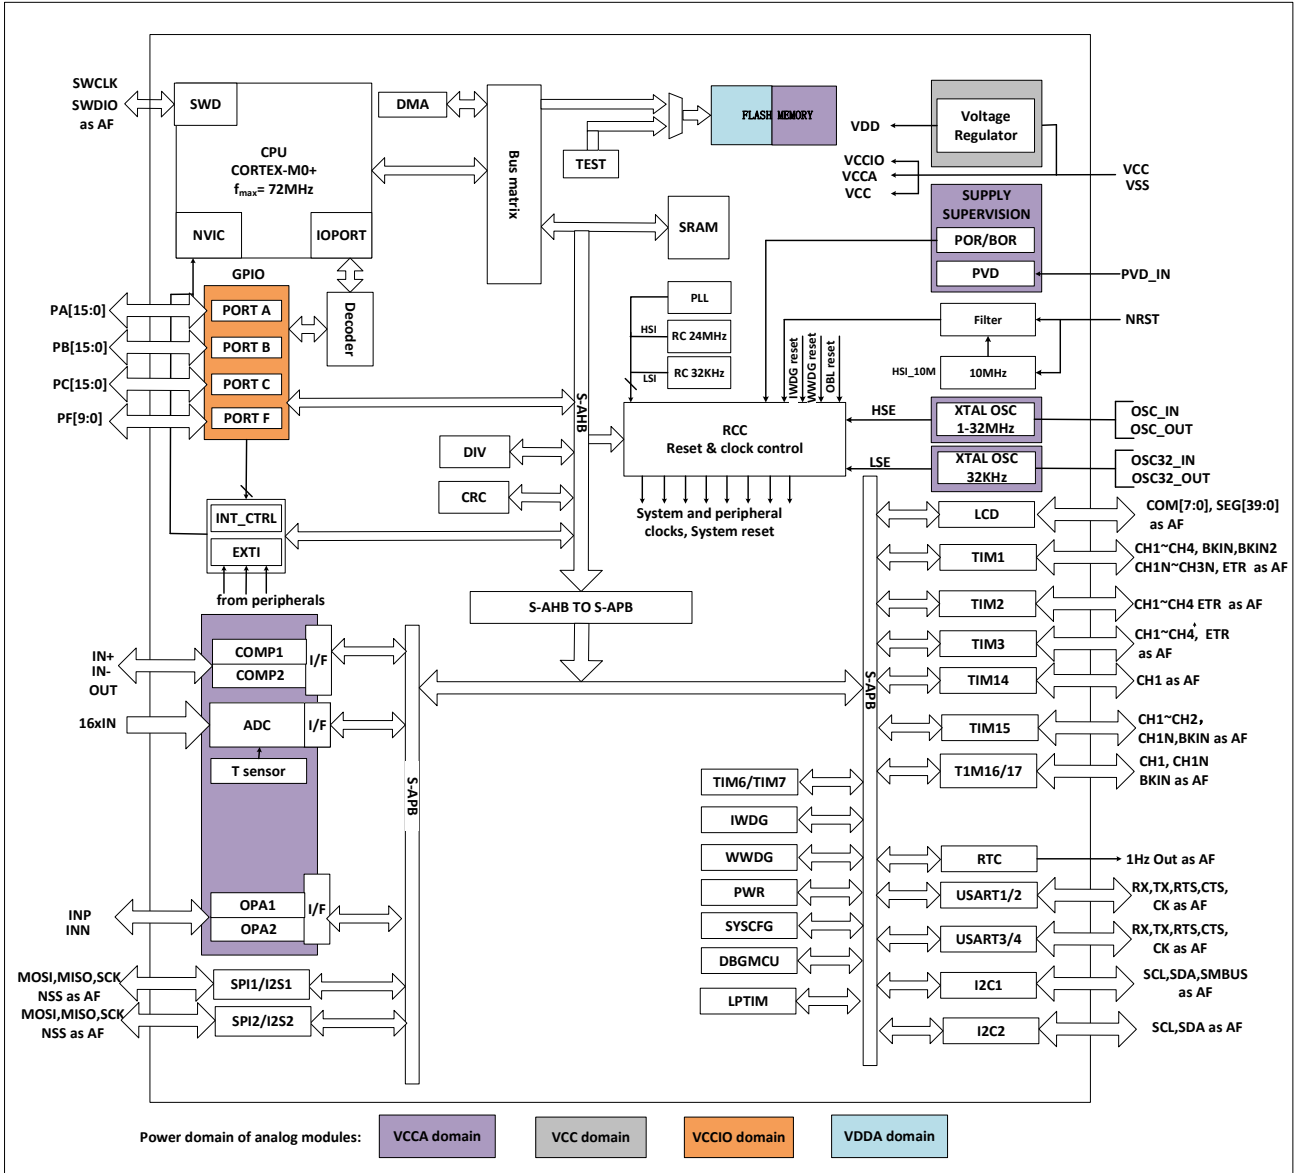 SWCLK
SWDIO
as AF
SWD
CPU
CORTEX-M0+
fmax= 72MHz
NVIC
IOPORT
DMA
Bus matrix
TEST
FLASH MEMORY
SRAM
Voltage
Regulator
VDD
VCCIO
VCCA
VCC
VCC
VSS
SUPPLY
SUPERVISION
POR/BOR
PVD
PVD_IN
GPIO
PA[15:0]
PORT A
PB[15:0]
PORT B
PC[15:0]
PORT C
PF[9:0]
PORT F
Decoder
PLL
HSI
RC 24MHz
LSI
RC 32KHz
IWDG reset
WWDG reset
OBL reset
Filter
NRST
HSI_10M
10MHz
S-AHB
RCC
Reset & clock control
HSE
XTAL OSC
1-32MHz
OSC_IN
OSC_OUT
LSE
XTAL OSC
32KHz
OSC32_IN
OSC32_OUT
DIV
CRC
System and peripheral
clocks, System reset
INT_CTRL
EXTI
from peripherals
S-AHB TO S-APB
LCD
COM[7:0], SEG[39:0]
as AF
TIM1
CH1~CH4, BKIN,BKIN2
CH1N~CH3N, ETR as AF
TIM2
CH1~CH4 ETR as AF
TIM3
CH1~CH4, ETR
as AF
TIM14
CH1 as AF
TIM15
CH1~CH2,
CH1N,BKIN as AF
T1M16/17
CH1, CH1N
BKIN as AF
S-APB
IN+
IN-
OUT
COMP1
COMP2
I/F
16xIN
ADC
I/F
T sensor
S-APB
TIM6/TIM7
IWDG
WWDG
PWR
SYSCFG
DBGMCU
LPTIM
RTC
1Hz Out as AF
USART1/2
RX,TX,RTS,CTS,
CK as AF
USART3/4
RX,TX,RTS,CTS,
CK as AF
I2C1
SCL,SDA,SMBUS
as AF
I2C2
SCL,SDA as AF
INP
INN
OPA1
OPA2
I/F
MOSI,MISO,SCK
NSS as AF
SPI1/I2S1
MOSI,MISO,SCK
NSS as AF
SPI2/I2S2
Power domain of analog modules:
VCCA domain
VCC domain
VCCIO domain
VDDA domain